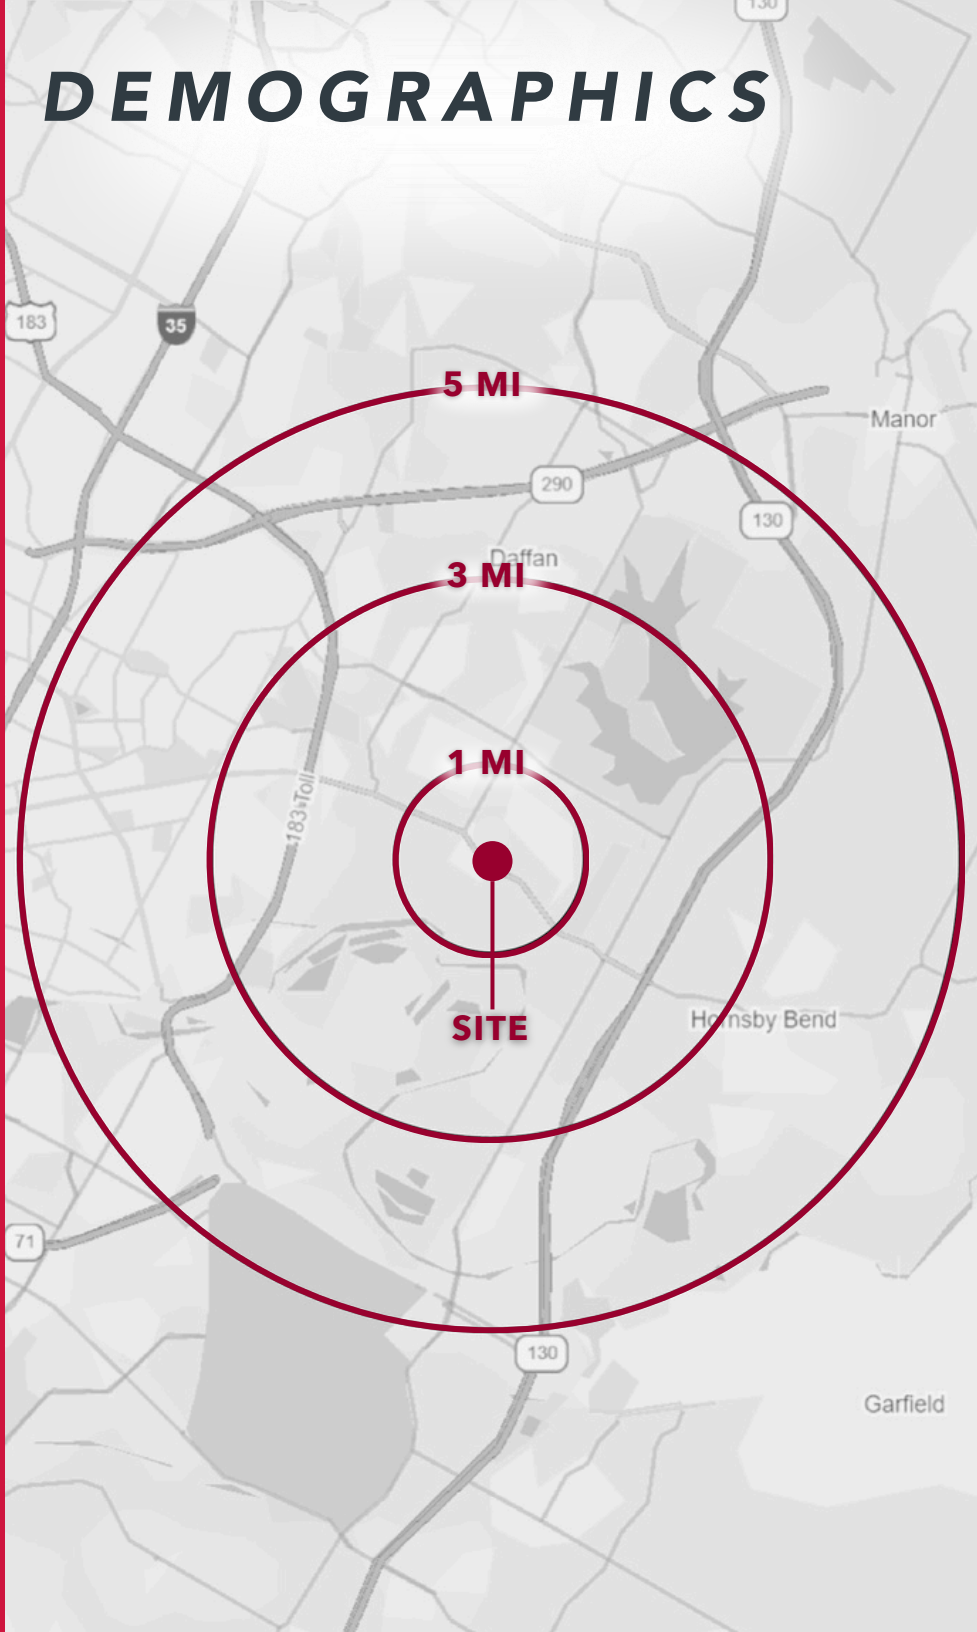 130
DEMOGRAPHICS
183
35
5 MI
Manor
290
130
Daffan
3 MI
1 MI
183-Toll
SITE
Hornsby Bend
71
130
Garfield